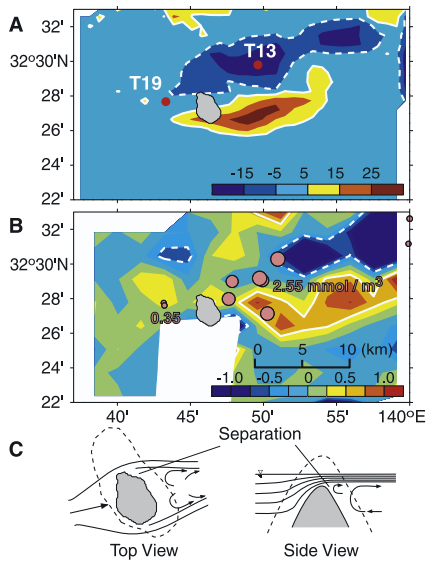 A
32'
T13
32°30'N
T19
28'
26'
-15 -5 5 15 25
22'
B
32'
32°30'N
28'
2.55 mmol / m³
0.35
26'
0 5 10 (km)
24'
-1.0 -0.5 0 0.5 1.0
22'
40' 45' 50' 55' 140°E
C
Separation
Top View
Side View